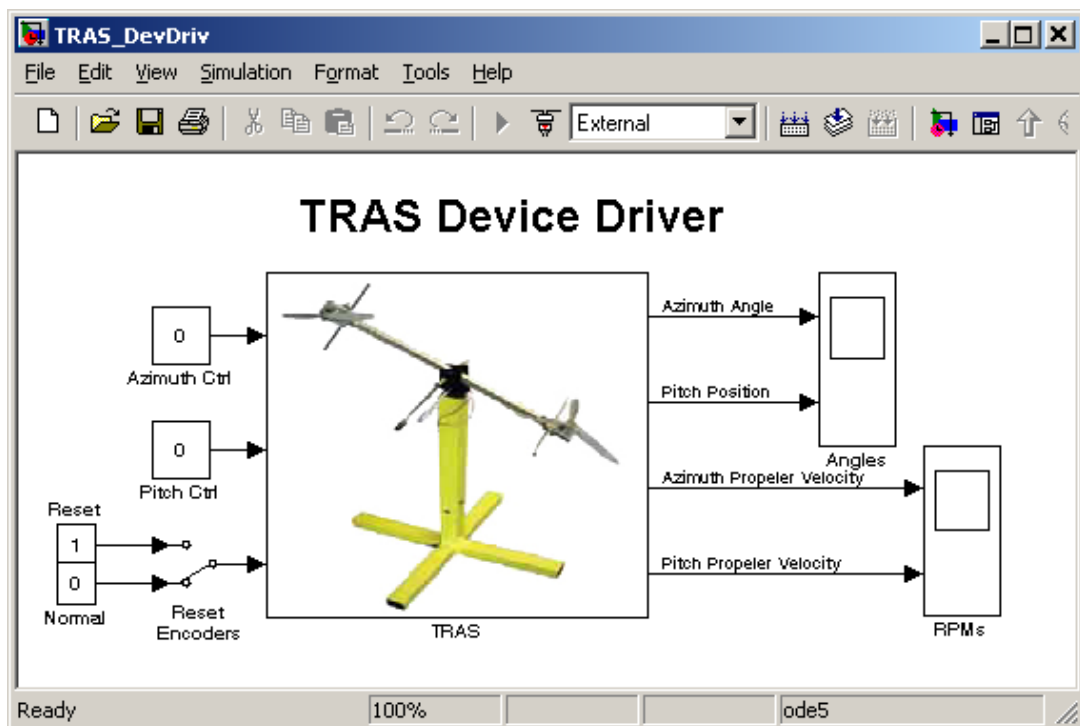 TRAS_DevDriv
File Edit View Simulation Format Tools Help
External
TRAS Device Driver
0
Azimuth Ctrl
0
Pitch Ctrl
Reset
1
0
Normal
Reset
Encoders
TRAS
Azimuth Angle
Pitch Position
Angles
Azimuth Propeler Velocity
Pitch Propeler Velocity
RPMs
Ready 100% ode5